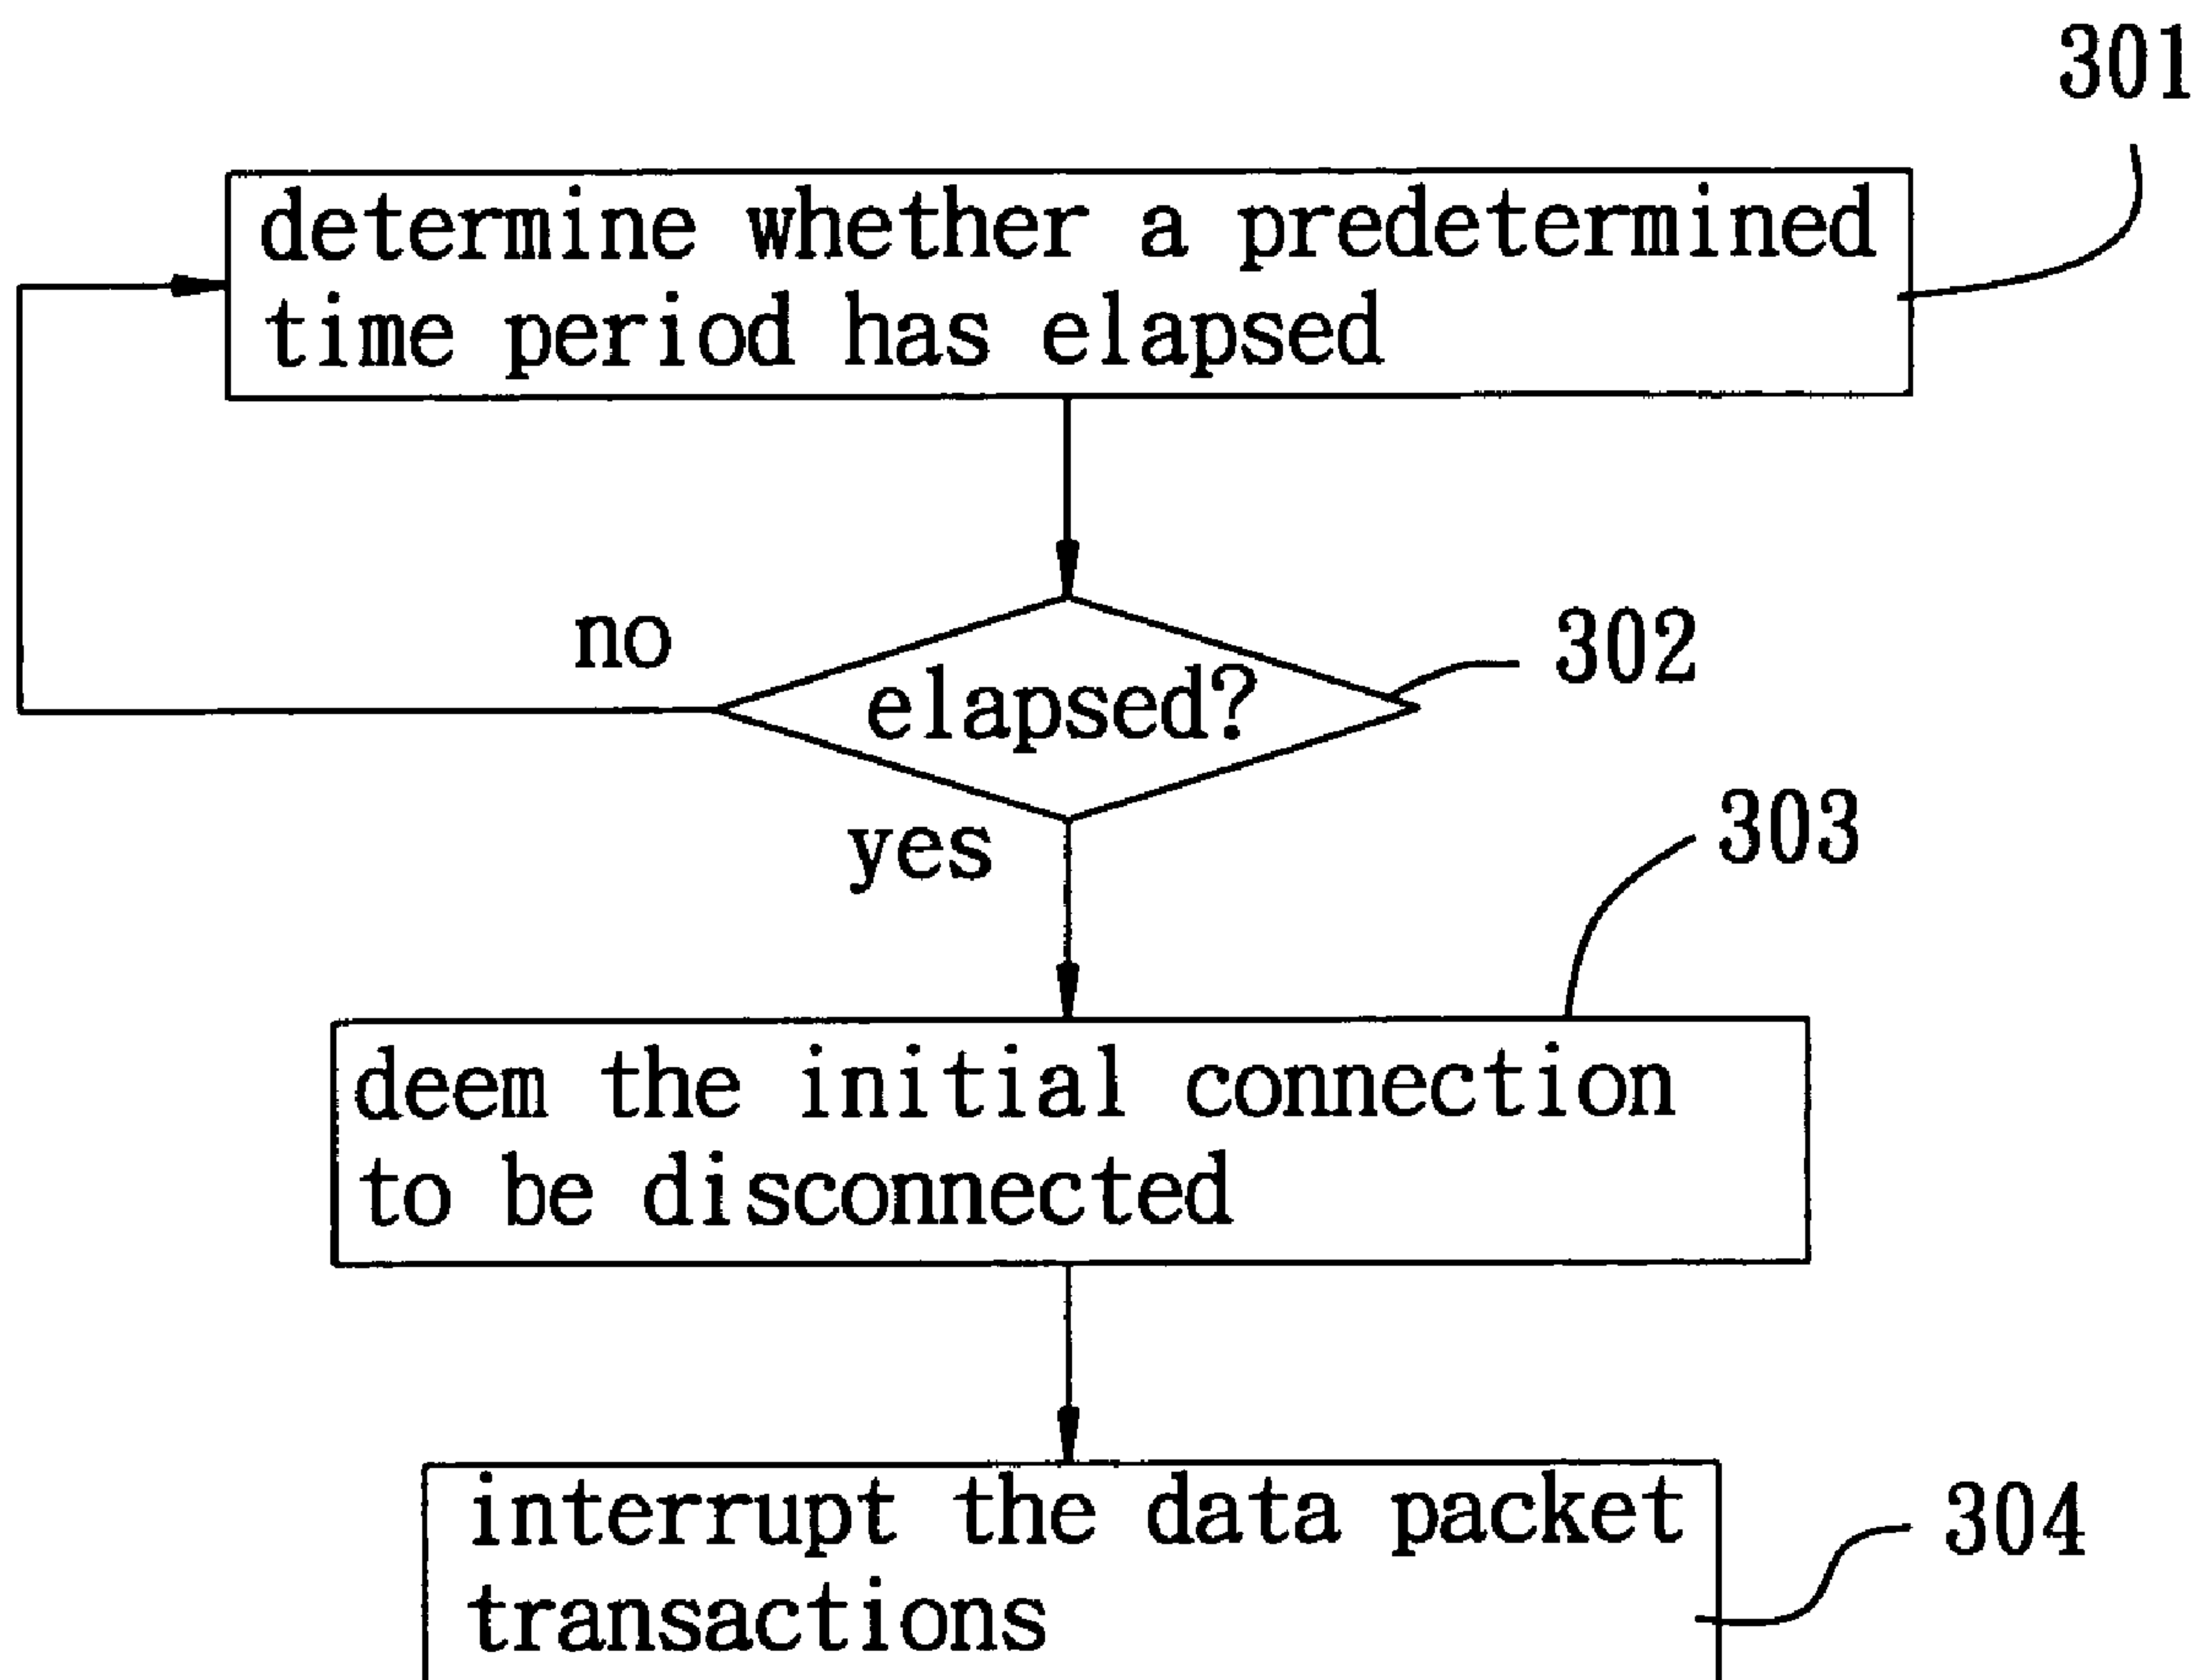 301
determine whether a predetermined
time period has elapsed
no
302
elapsed?
yes
303
deem the initial connection
to be disconnected
interrupt the data packet
304
transactions